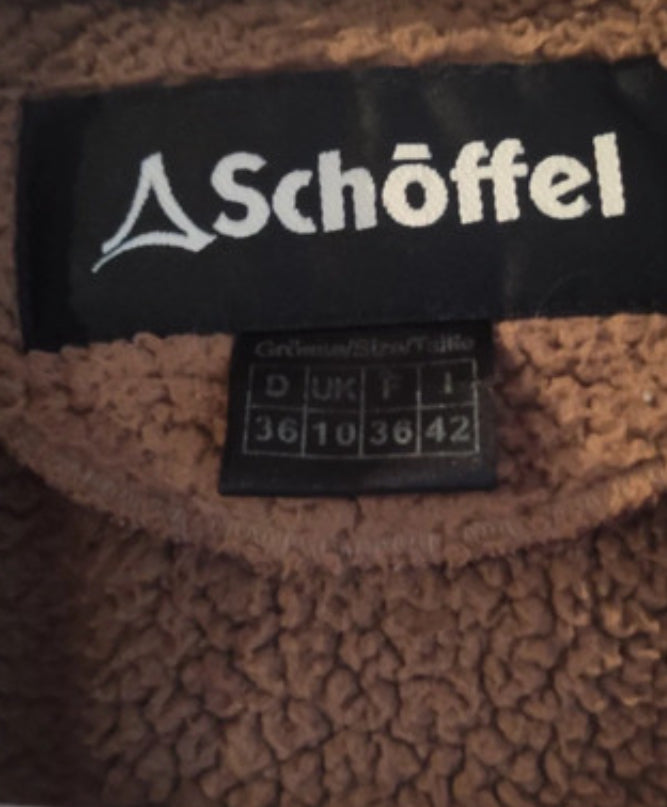 Schöffel
Grösse/Size/Taille
D UK F I
36 10 36 42